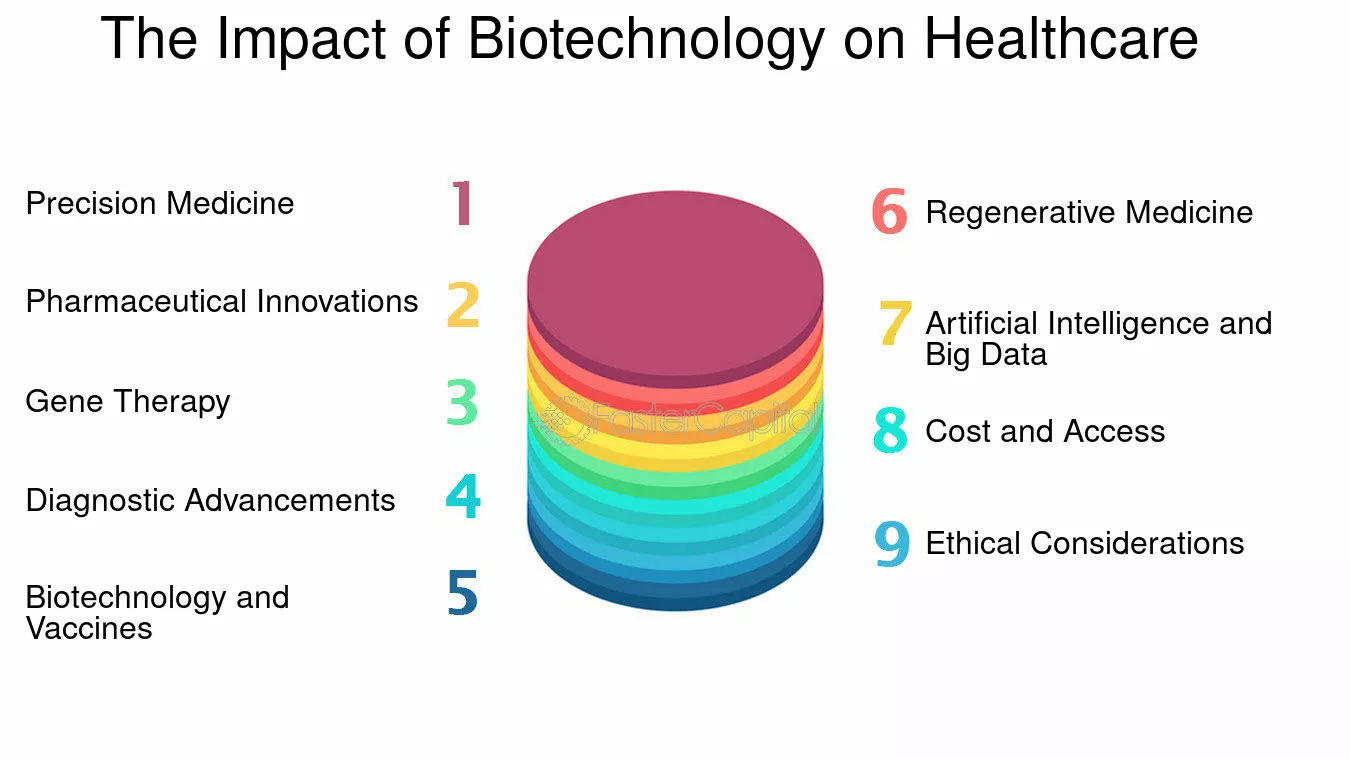 The Impact of Biotechnology on Healthcare
Precision Medicine 1
Pharmaceutical Innovations 2
Gene Therapy 3
Diagnostic Advancements 4
Biotechnology and
Vaccines
5
6 Regenerative Medicine
7 Artificial Intelligence and
Big Data
8 Cost and Access
9 Ethical Considerations
FasterCapital